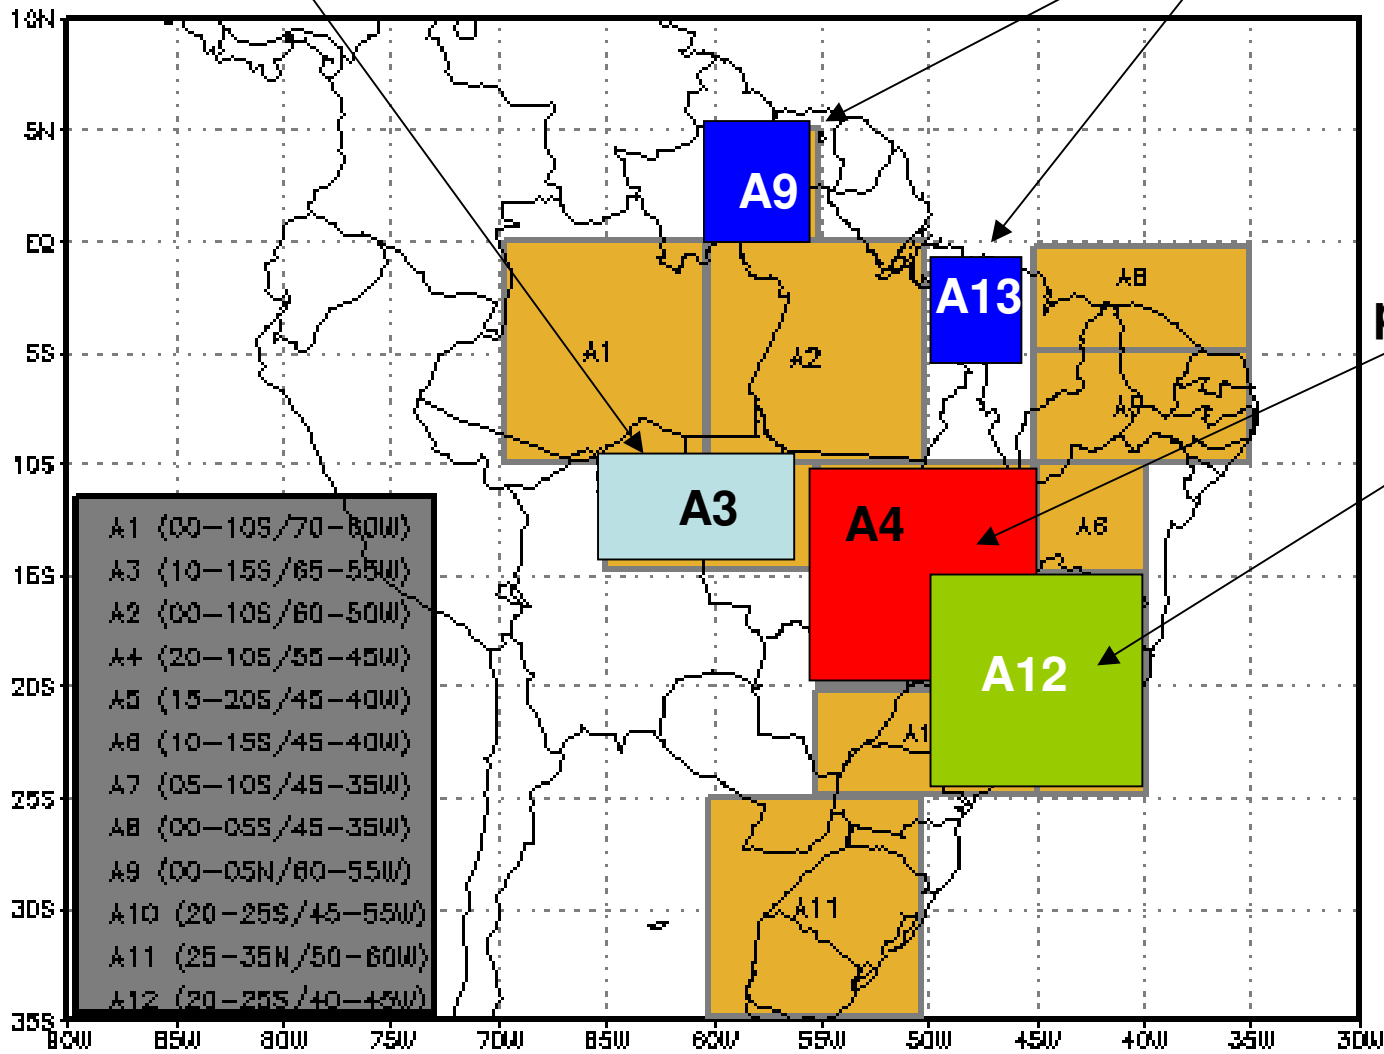 10N
5N
EQ
5S
10S
15S
20S
25S
30S
35S
A9
A13
A8
A1
A2
A7
A3
A4
A6
A12
A1
A11
p
A1 (00-10S/70-60W)
A3 (10-15S/65-55W)
A2 (00-10S/60-50W)
A4 (20-10S/55-45W)
A5 (15-20S/45-40W)
A6 (10-15S/45-40W)
A7 (05-10S/45-35W)
A8 (00-05S/45-35W)
A9 (00-05N/60-55W)
A10 (20-25S/45-55W)
A11 (25-35N/50-60W)
A12 (20-25S/40-45W)
90W 85W 80W 75W 70W 65W 60W 55W 50W 45W 40W 35W 30W